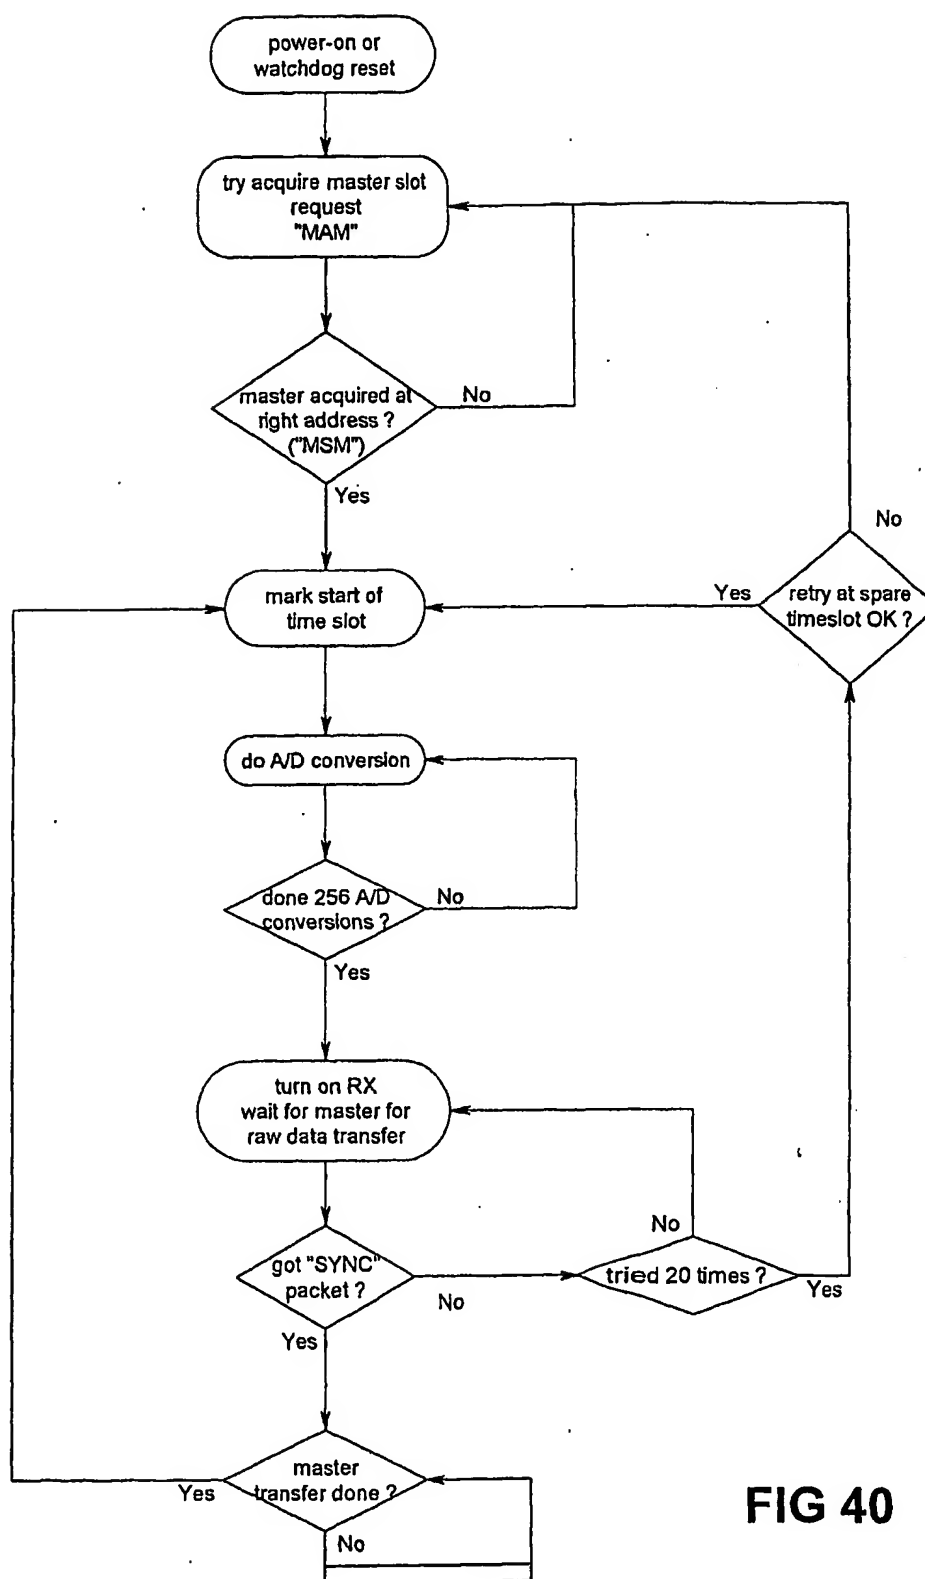 power-on or
watchdog reset
try acquire master slot
request
"MAM"
master acquired at
right address ?
("MSM")
No
Yes
No
mark start of
time slot
Yes
retry at spare
timeslot OK ?
do A/D conversion
done 256 A/D
conversions ?
No
Yes
turn on RX
wait for master for
raw data transfer
got "SYNC"
packet ?
No
Yes
No
tried 20 times ?
Yes
master
transfer done ?
Yes
No
FIG 40